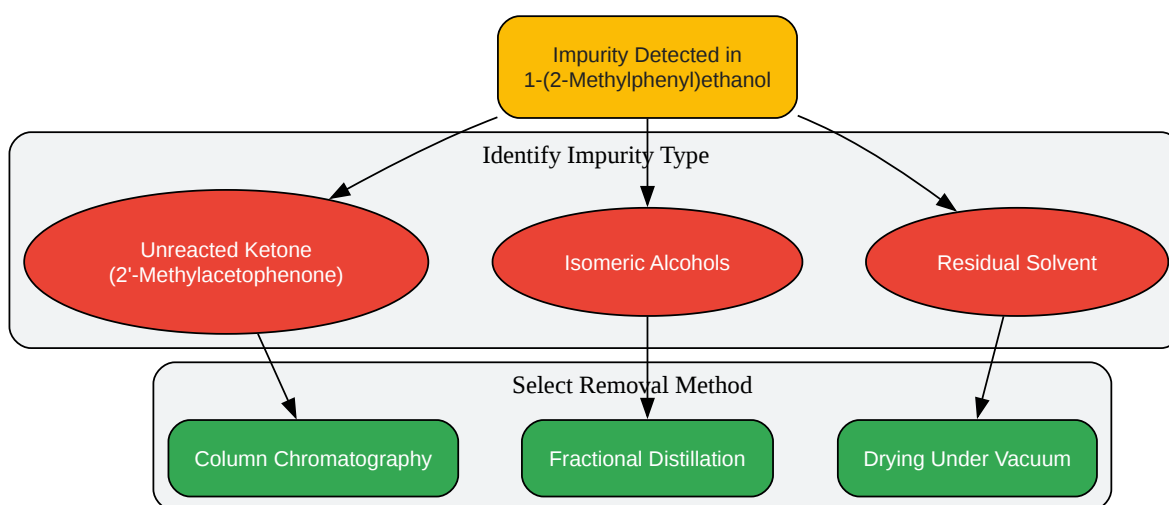 Impurity Detected in
1-(2-Methylphenyl)ethanol
Identify Impurity Type
Unreacted Ketone
(2'-Methylacetophenone)
Isomeric Alcohols
Residual Solvent
Select Removal Method
Column Chromatography
Fractional Distillation
Drying Under Vacuum